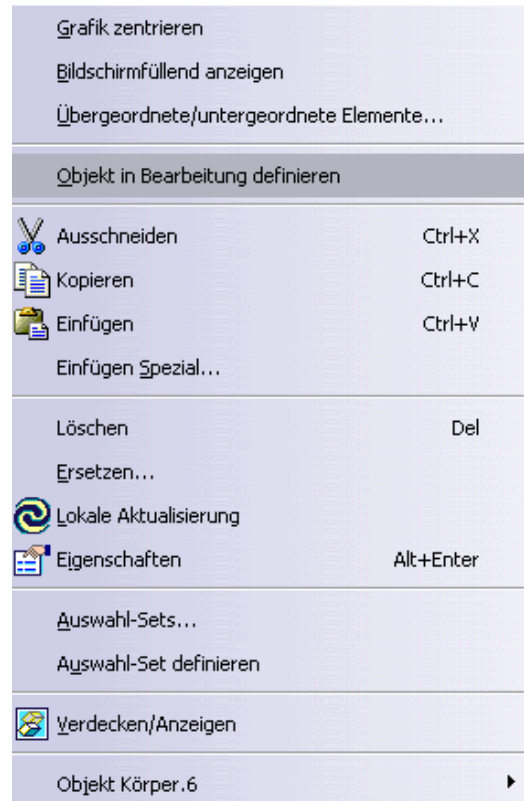 Grafik zentrieren
Bildschirmfüllend anzeigen
Übergeordnete/untergeordnete Elemente...
Objekt in Bearbeitung definieren
Ausschneiden Ctrl+X
Kopieren Ctrl+C
Einfügen Ctrl+V
Einfügen Spezial...
Löschen Del
Ersetzen...
Lokale Aktualisierung
Eigenschaften Alt+Enter
Auswahl-Sets...
Auswahl-Set definieren
Verdecken/Anzeigen
Objekt Körper.6